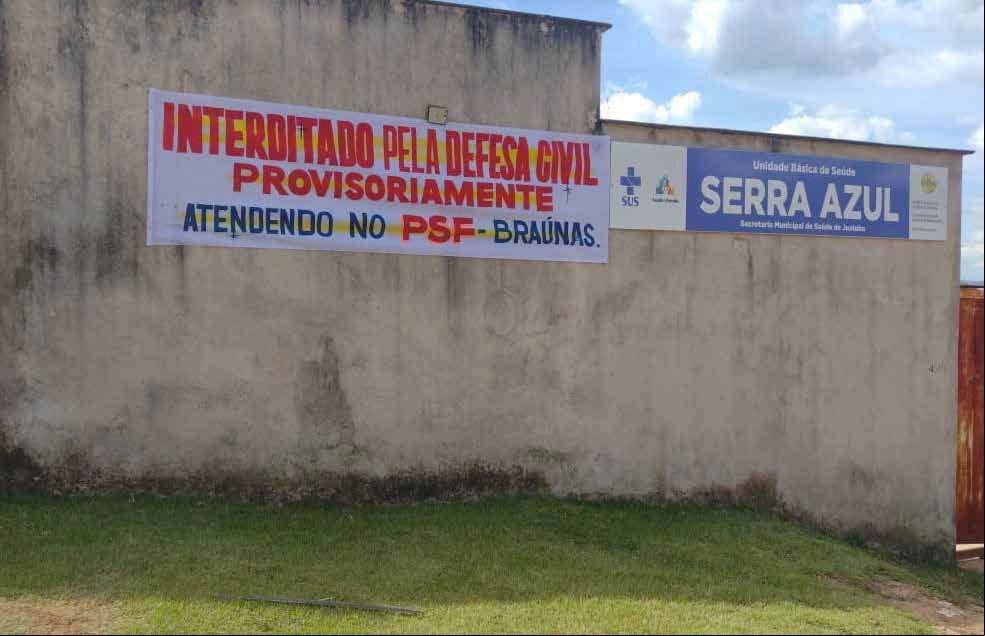 INTERDITADO PELA DEFESA CIVIL
PROVISORIAMENTE
ATENDENDO NO PSF - BRAÚNAS.
SUS
Unidade Básica de Saúde
SERRA AZUL
Secretaria Municipal de Saúde de Juatuba